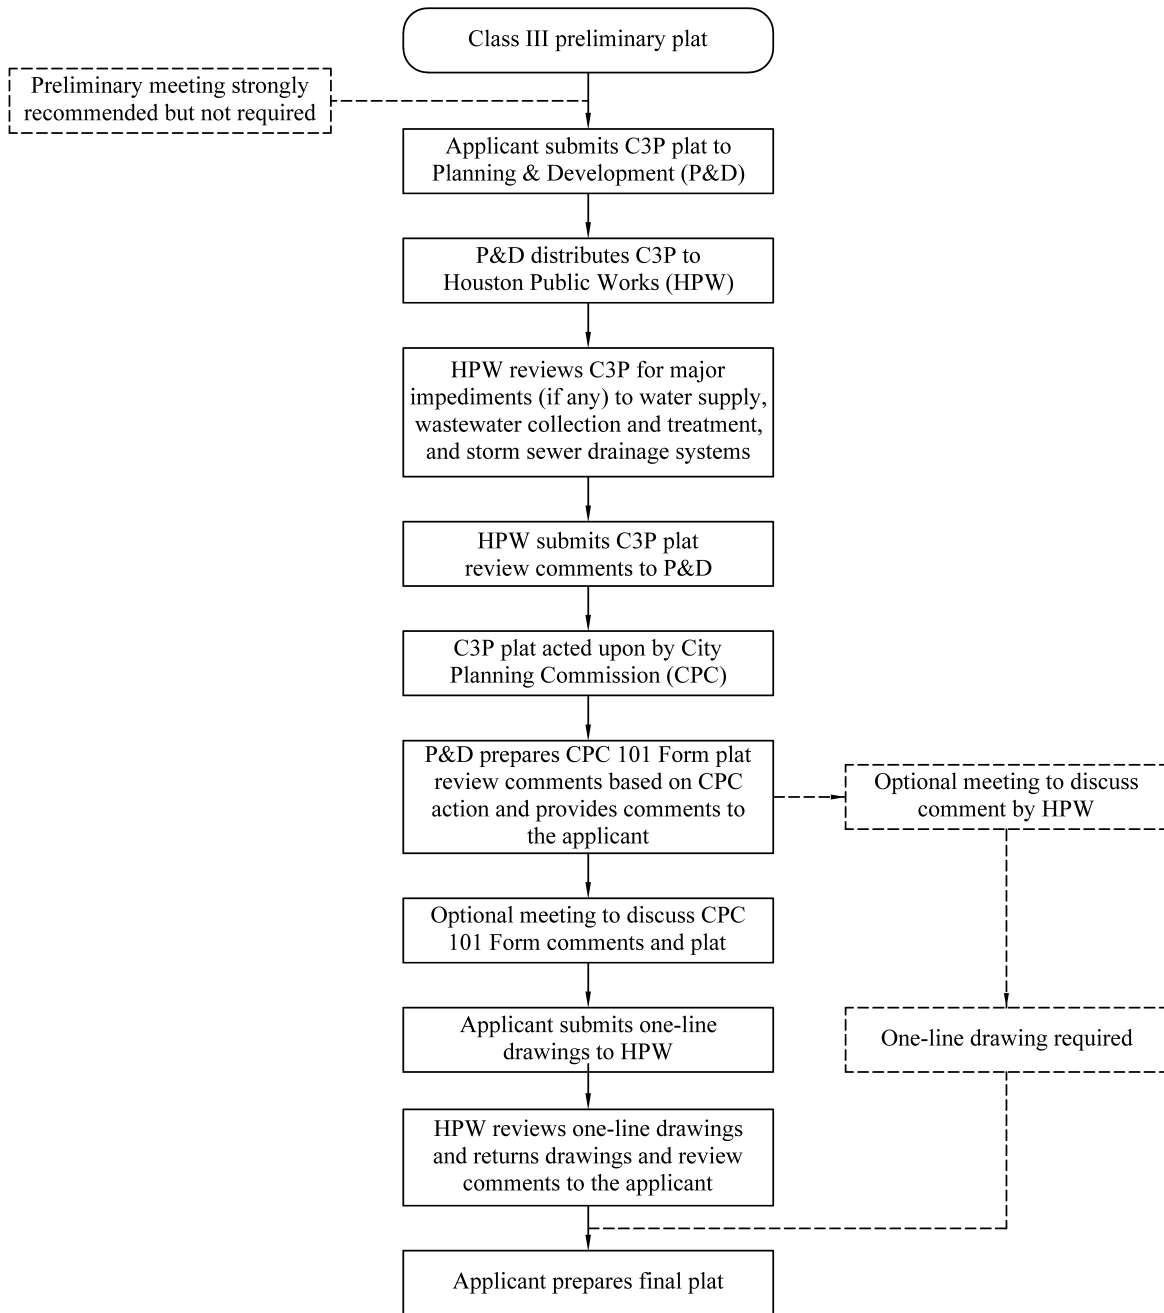 Class III preliminary plat
Preliminary meeting strongly
recommended but not required
Applicant submits C3P plat to
Planning & Development (P&D)
P&D distributes C3P to
Houston Public Works (HPW)
HPW reviews C3P for major
impediments (if any) to water supply,
wastewater collection and treatment,
and storm sewer drainage systems
HPW submits C3P plat
review comments to P&D
C3P plat acted upon by City
Planning Commission (CPC)
P&D prepares CPC 101 Form plat
review comments based on CPC
action and provides comments to
the applicant
Optional meeting to discuss
comment by HPW
Optional meeting to discuss CPC
101 Form comments and plat
Applicant submits one-line
drawings to HPW
One-line drawing required
HPW reviews one-line drawings
and returns drawings and review
comments to the applicant
Applicant prepares final plat